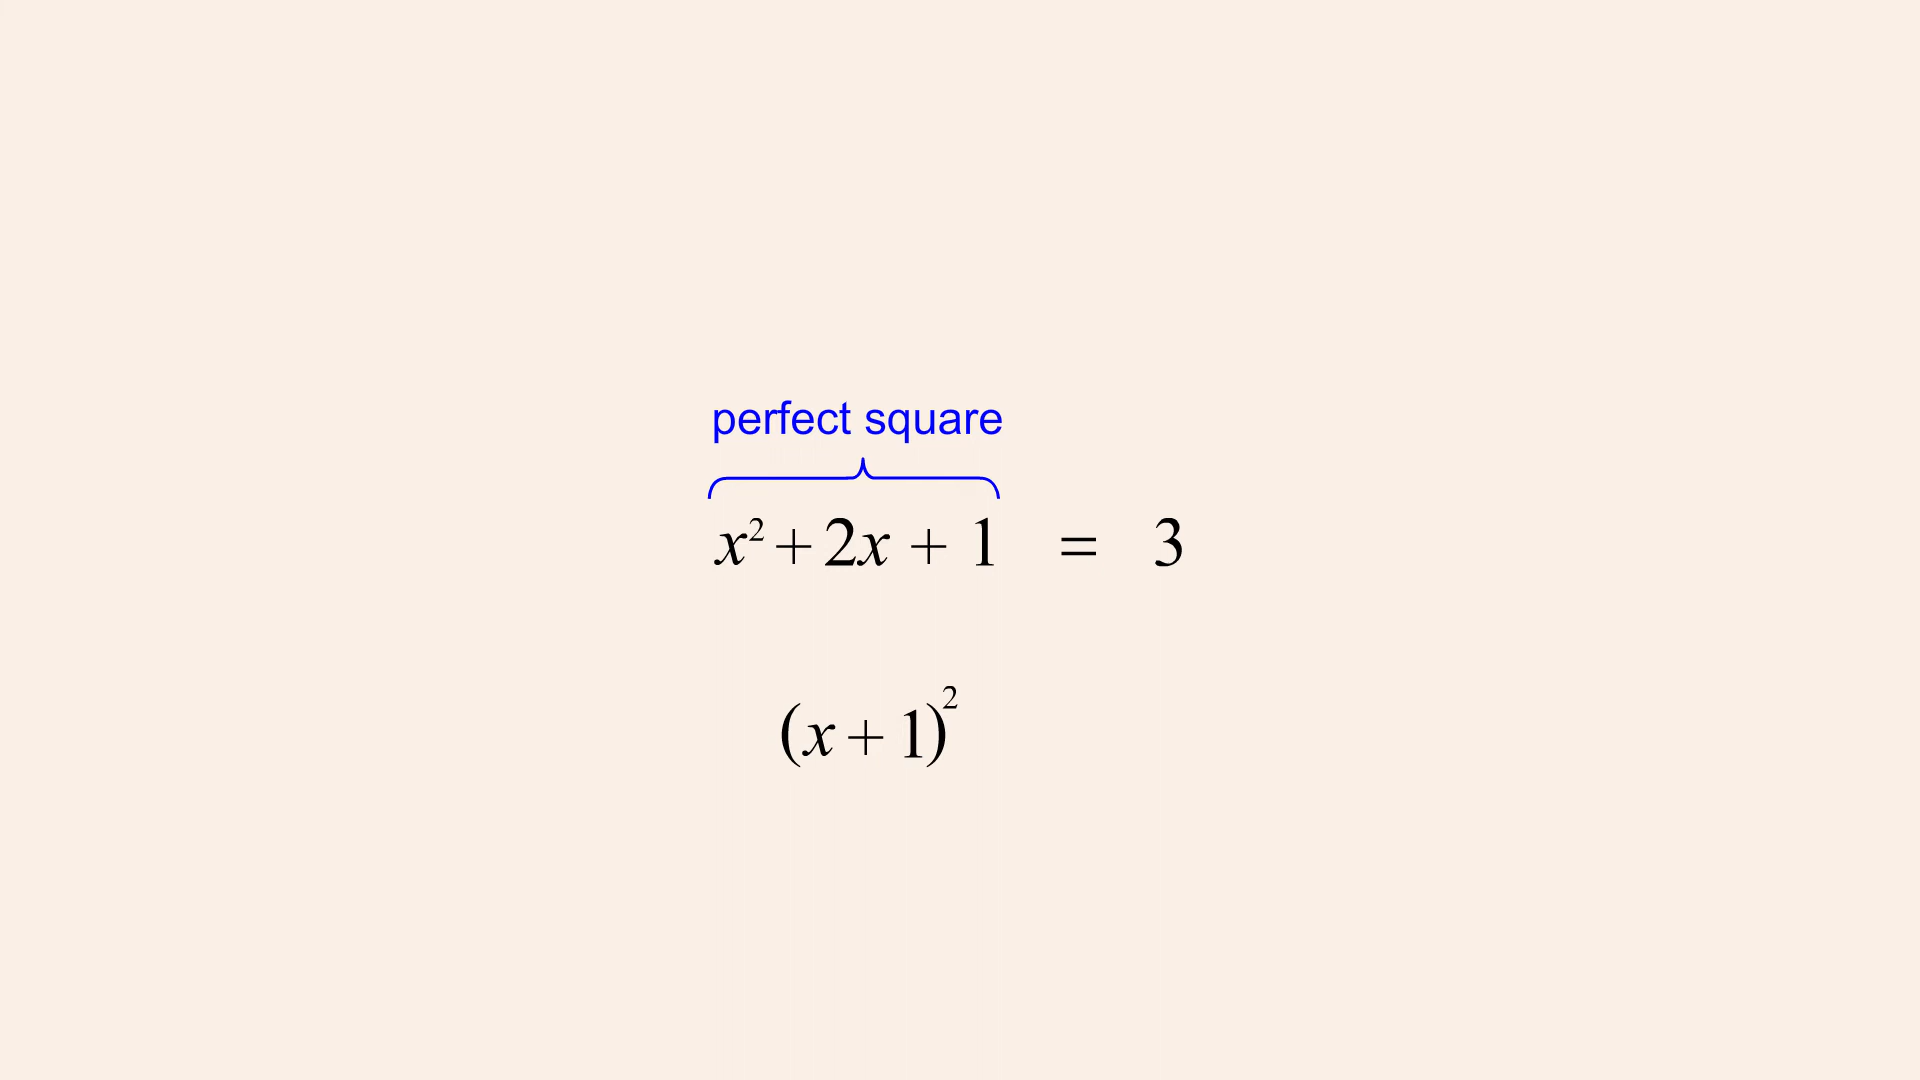 perfect square
x² + 2x + 1 = 3
(x + 1)²